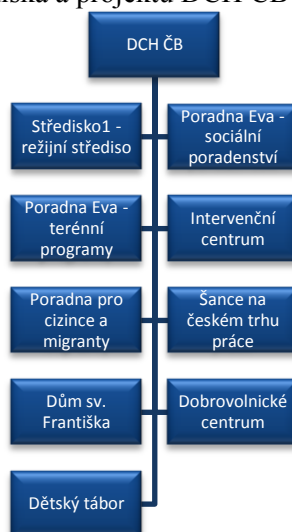 DCH ČB
Středisko1 -
režijní střediso
Poradna Eva -
sociální
poradenství
Poradna Eva -
terénní
programy
Intervenční
centrum
Poradna pro
cizince a
migranty
Šance na
českém trhu
práce
Dům sv.
Františka
Dobrovolnické
centrum
Dětský tábor